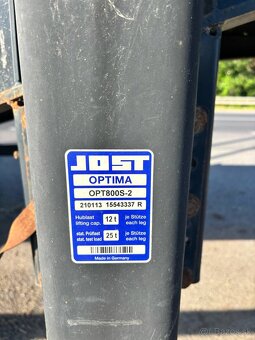 JOST
OPTIMA
OPT800S-2
210113 15543337 R
Hublast 12 t je Stütze
lifting cap. each leg
stat. Prüflast 25 t je Stütze
stat. test load each leg
Made in Germany